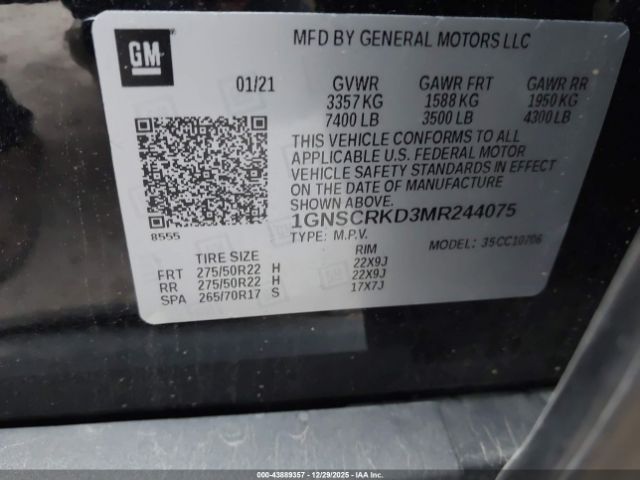 GM
MFD BY GENERAL MOTORS LLC
01/21 GVWR GAWR FRT GAWR RR
3357 KG 1588 KG 1950 KG
7400 LB 3500 LB 4300 LB
THIS VEHICLE CONFORMS TO ALL
APPLICABLE U.S. FEDERAL MOTOR
VEHICLE SAFETY STANDARDS IN EFFECT
ON THE DATE OF MANUFACTURE
SHOWN ABOVE.
1GNSCRKD3MR244075
8555
TYPE: M.P.V. MODEL: 35CC10706
TIRE SIZE RIM
FRT 275/50R22 H 22X9J
RR 275/50R22 H 22X9J
SPA 265/70R17 S 17X7J
000-43889357 | 12/29/2025 | IAAI.COM